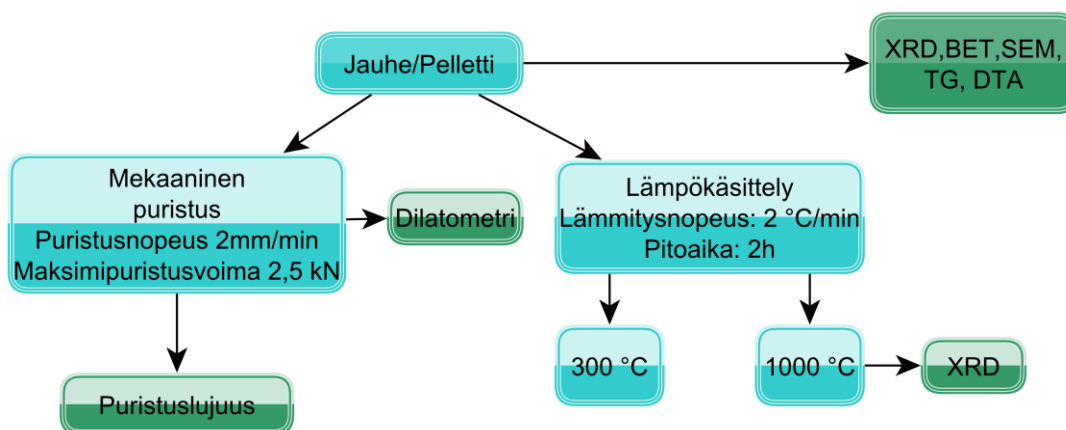 Jauhe/Pelletti
XRD,BET,SEM,
TG, DTA
Mekaaninen
puristus
Puristusnopeus 2mm/min
Maksimipuristusvoima 2,5 kN
Dilatometri
Lämpökäsittely
Lämmitysnopeus: 2 °C/min
Pitoaika: 2h
300 °C
1000 °C
XRD
Puristuslujuus